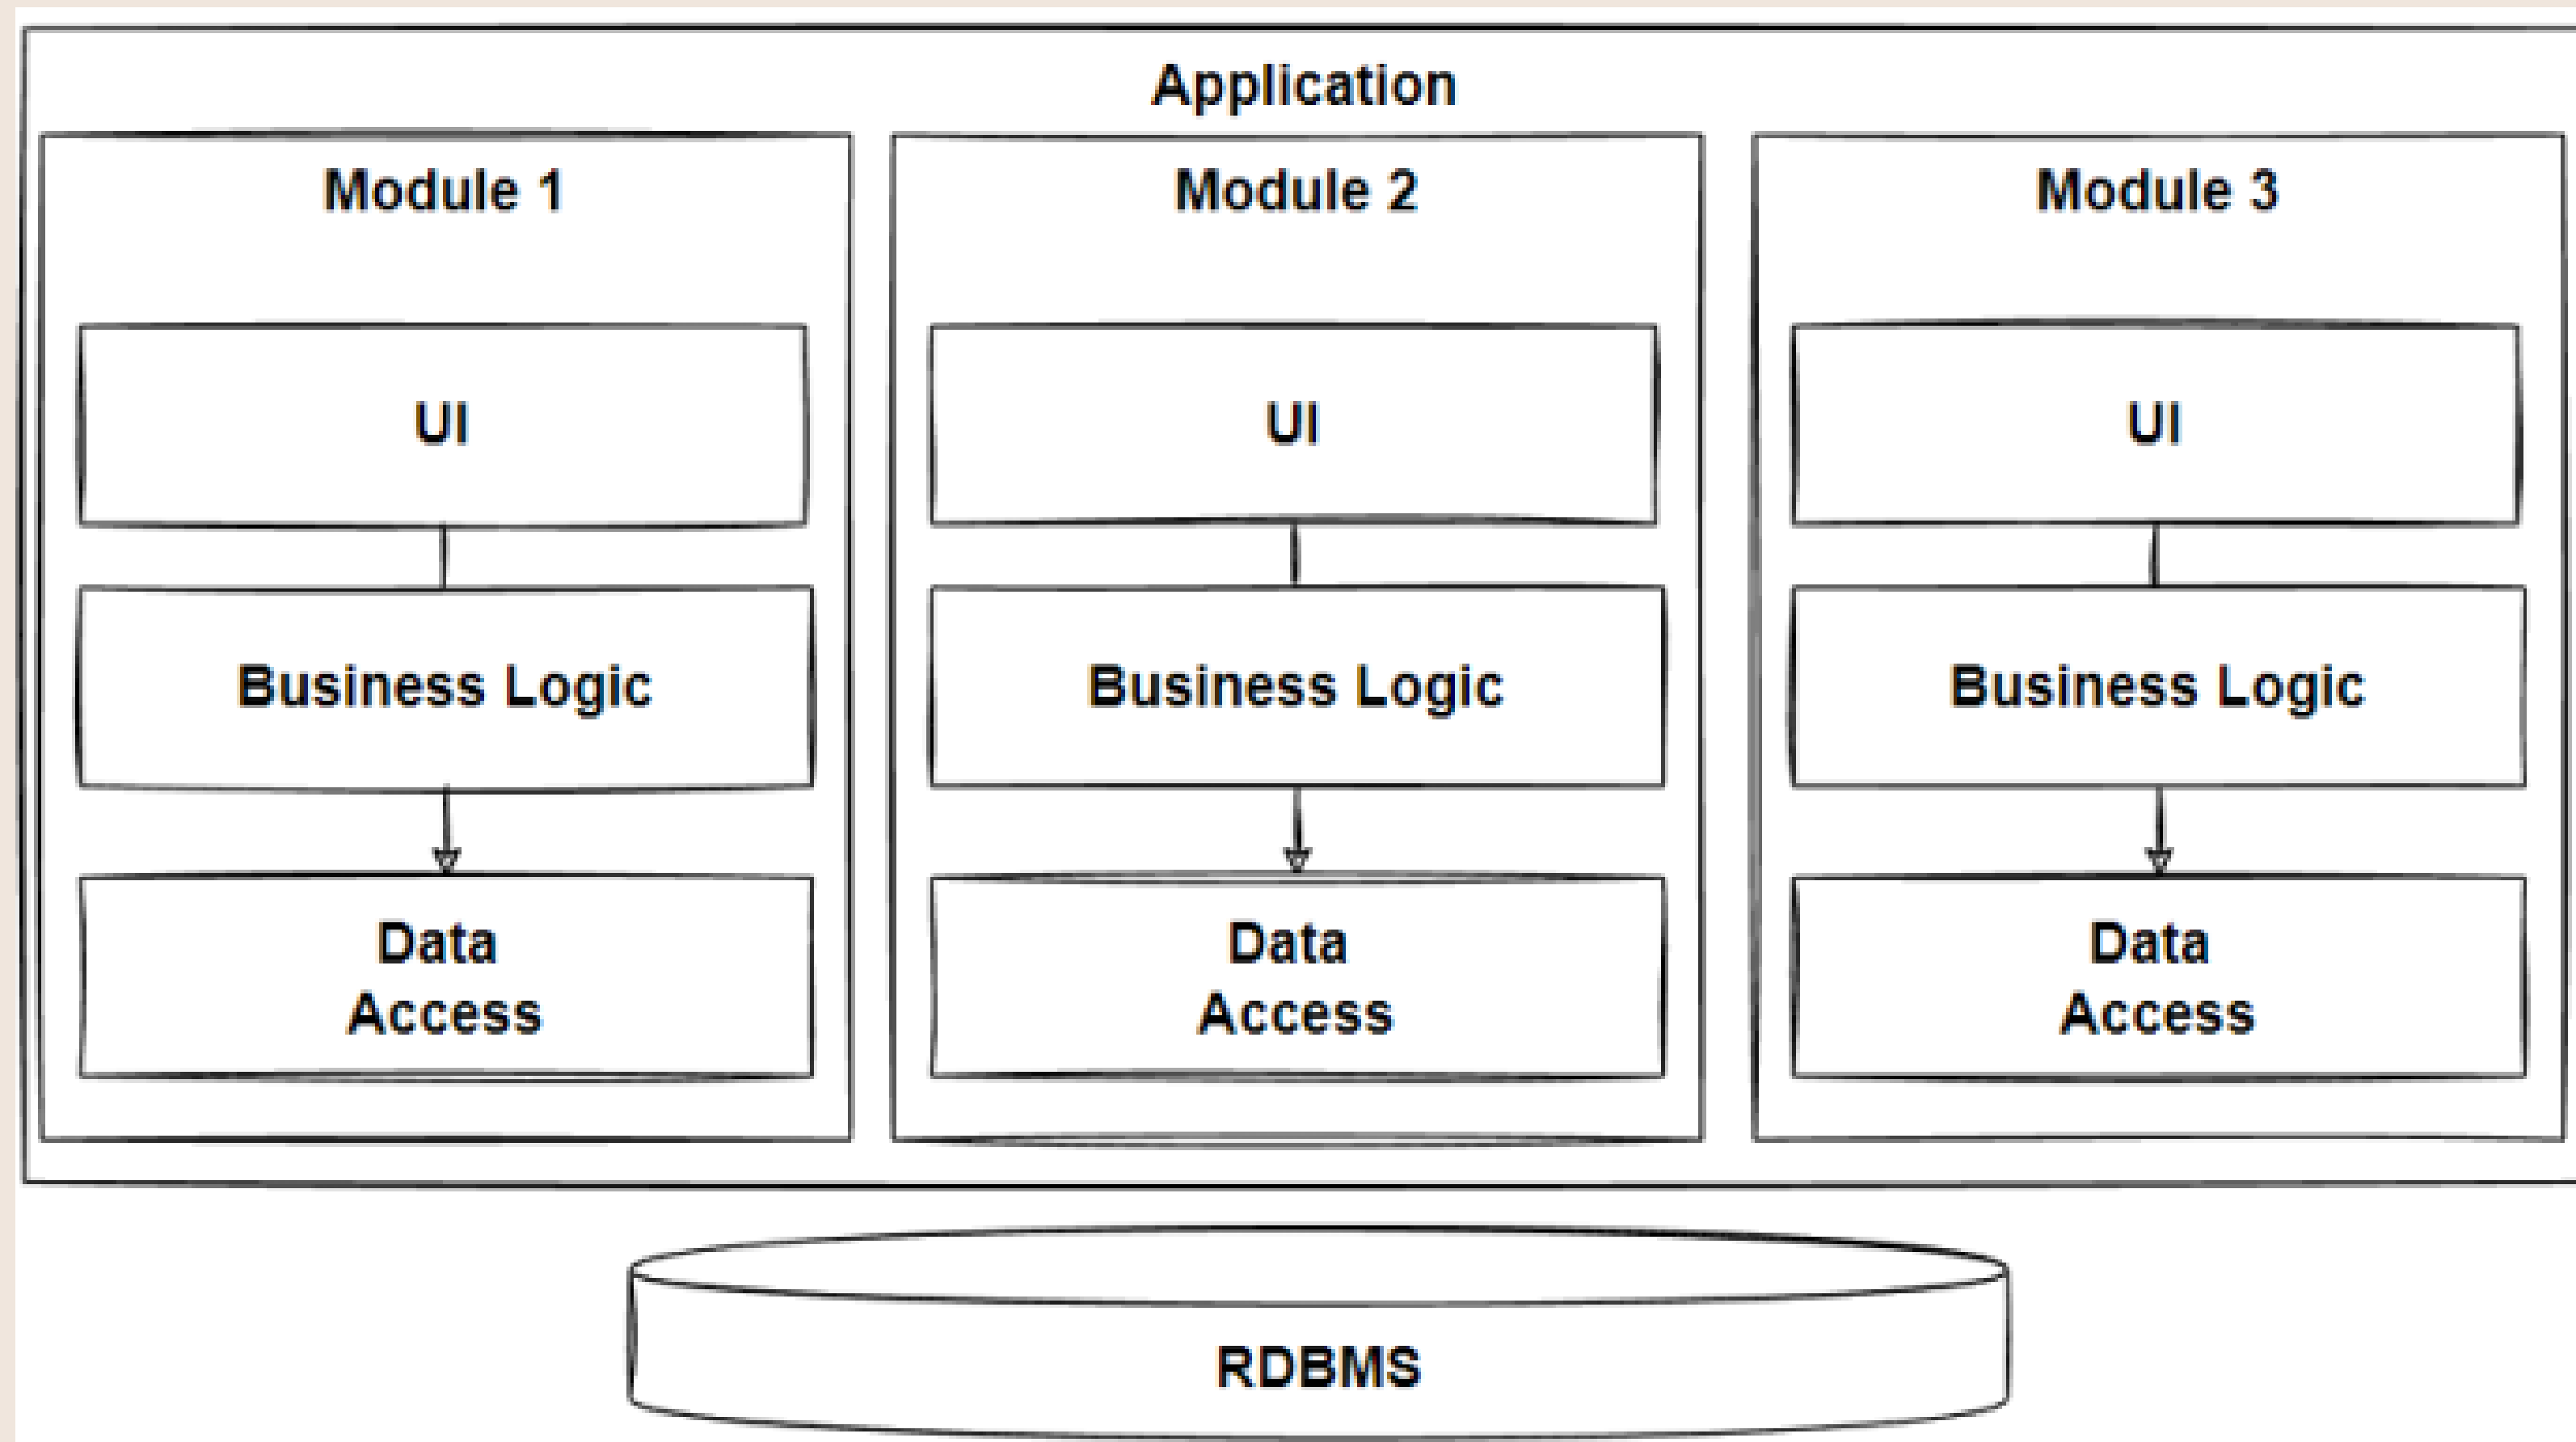 Application
Module 1
UI
Business Logic
Data
Access
Module 2
UI
Business Logic
Data
Access
Module 3
UI
Business Logic
Data
Access
RDBMS